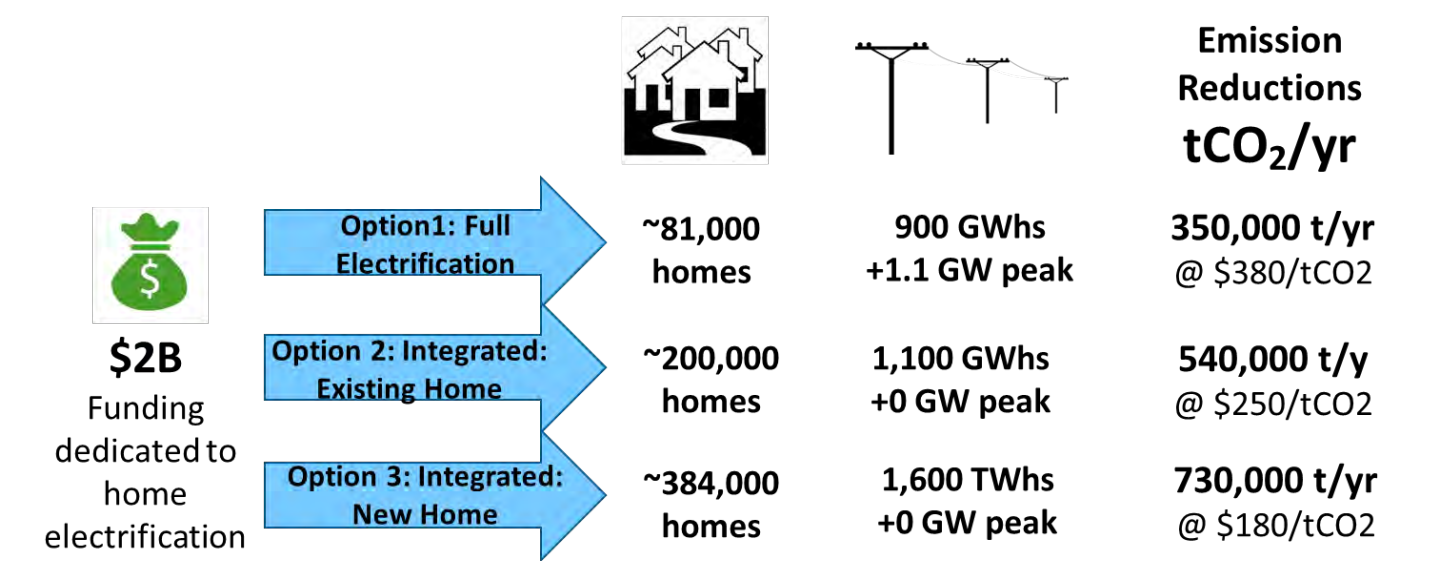 Emission
Reductions
tCO₂/yr
$
$2B
Funding
dedicated to
home
electrification
Option1: Full
Electrification
~81,000
homes
900 GWhs
+1.1 GW peak
350,000 t/yr
@ $380/tCO2
Option 2: Integrated:
Existing Home
~200,000
homes
1,100 GWhs
+0 GW peak
540,000 t/y
@ $250/tCO2
Option 3: Integrated:
New Home
~384,000
homes
1,600 TWhs
+0 GW peak
730,000 t/yr
@ $180/tCO2